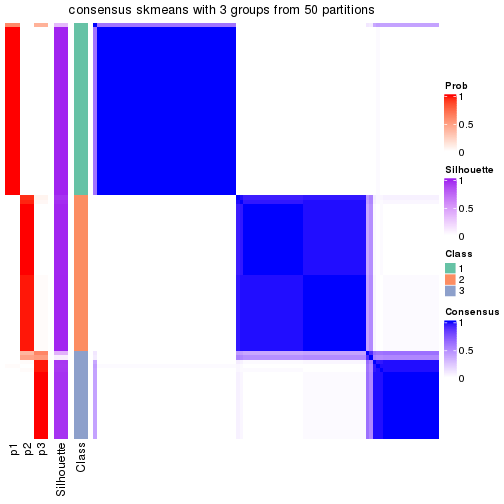 consensus skmeans with 3 groups from 50 partitions
Prob
1
0.5
0
Silhouette
1
0.5
0
Class
1
2
3
Consensus
1
0.5
0
p1
p2
p3
Silhouette
Class